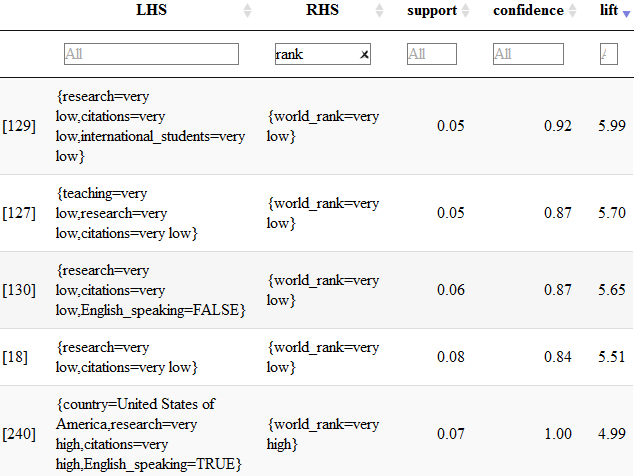 LHS RHS support confidence lift
All rank All All A
{research=very
low,citations=very
[129] low,international_students=very {world_rank=very 0.05 0.92 5.99
low}
low}
{teaching=very
[127] low,research=very {world_rank=very 0.05 0.87 5.70
low,citations=very low}
low}
{research=very
[130] low,citations=very {world_rank=very 0.06 0.87 5.65
low,English_speaking=FALSE}
low}
[18] {research=very {world_rank=very 0.08 0.84 5.51
low,citations=very low}
low}
{country=United States of
America,research=very
[240] high,citations=very {world_rank=very 0.07 1.00 4.99
high,English_speaking=TRUE}
high}